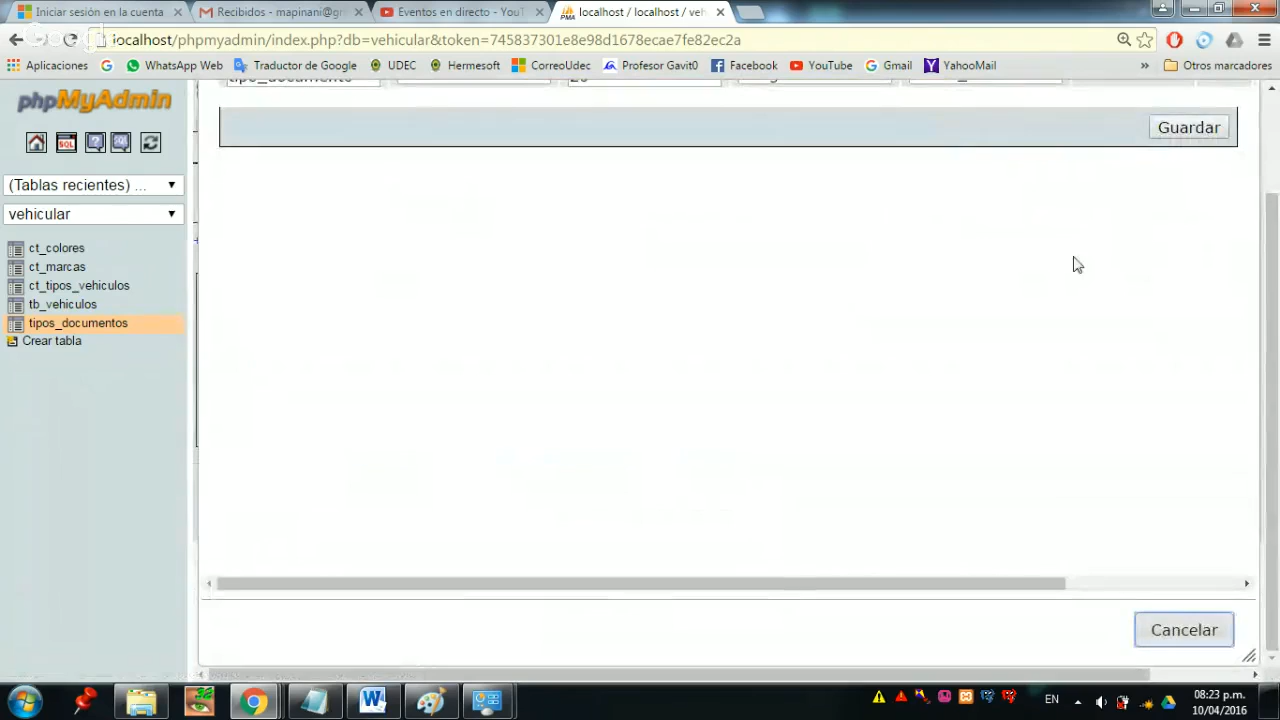 Iniciar sesión en la cuenta
Recibidos - mapinani@gr
Eventos en directo - YouT
localhost / localhost / veh
localhost/phpmyadmin/index.php?db=vehicular&token=745837301e8e98d1678ecae7fe82ec2a
Aplicaciones
WhatsApp Web
Traductor de Google
UDEC
Hermesoft
CorreoUdec
Profesor Gavit0
Facebook
YouTube
Gmail
YahooMail
»
Otros marcadores
phpMyAdmin
tipo_documento
Guardar
SQL
(Tablas recientes) ...
vehicular
ct_colores
ct_marcas
ct_tipos_vehiculos
tb_vehiculos
tipos_documentos
Crear tabla
Cancelar
EN
08:23 p.m.
10/04/2016